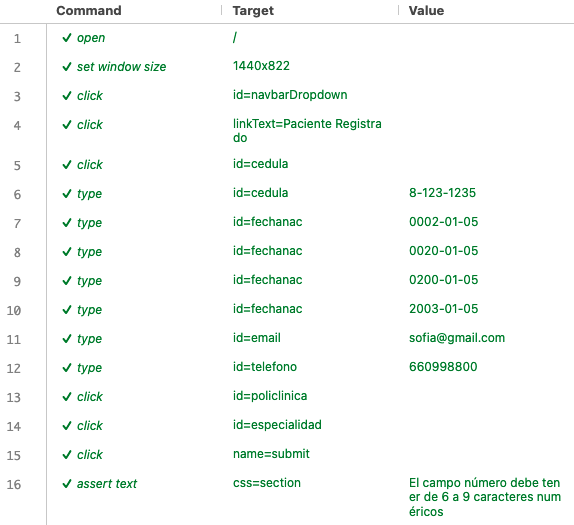 Command Target Value
1 ✓ open /
2 ✓ set window size 1440x822
3 ✓ click id=navbarDropdown
4 ✓ click linkText=Paciente Registra
do
5 ✓ click id=cedula
6 ✓ type id=cedula 8-123-1235
7 ✓ type id=fechanac 0002-01-05
8 ✓ type id=fechanac 0020-01-05
9 ✓ type id=fechanac 0200-01-05
10 ✓ type id=fechanac 2003-01-05
11 ✓ type id=email sofia@gmail.com
12 ✓ type id=telefono 660998800
13 ✓ click id=policlinica
14 ✓ click id=especialidad
15 ✓ click name=submit
16 ✓ assert text css=section El campo número debe ten
er de 6 a 9 caracteres num
éricos